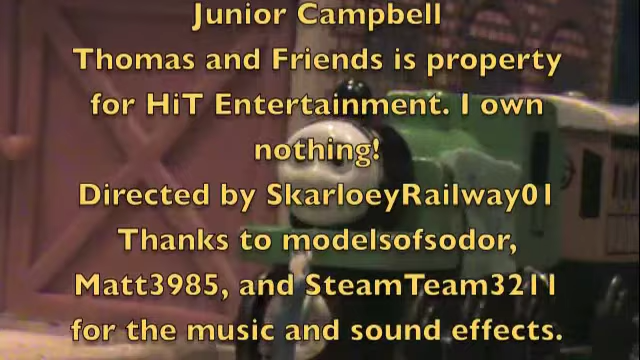 Junior Campbell
Thomas and Friends is property
for HiT Entertainment. I own
nothing!
Directed by SkarloeyRailway01
Thanks to modelsofsodor,
Matt3985, and SteamTeam3211
for the music and sound effects.